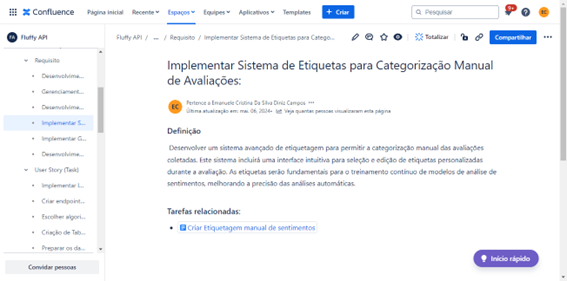 Confluence
Página inicial
Recente
Espaços
Equipes
Aplicativos
Templates
+ Criar
Pesquisar
9+
?
EC
FA Fluffy API
Fluffy API / ... / Requisito / Implementar Sistema de Etiquetas para Catego...
Totalizar
Compartilhar
Requisito
Desenvolvime...
Gerenciament...
Desenvolvime...
Implementar S...
Implementar G...
Desenvolvime...
User Story (Task)
Implementar I...
Criar endpoint...
Escolher algori...
Criação de Tab...
Preparar os da...
Convidar pessoas
Implementar Sistema de Etiquetas para Categorização Manual
de Avaliações:
EC
Pertence a Emanuele Cristina Da Silva Diniz Campos •••
Última atualização em: mai. 06, 2024 • Veja quantas pessoas visualizaram esta página
Definição
Desenvolver um sistema avançado de etiquetagem para permitir a categorização manual das avaliações
coletadas. Este sistema incluirá uma interface intuitiva para seleção e edição de etiquetas personalizadas
durante a avaliação. As etiquetas serão fundamentais para o treinamento contínuo de modelos de análise de
sentimentos, melhorando a precisão das análises automáticas.
Tarefas relacionadas:
• Criar Etiquetagem manual de sentimentos
Início rápido